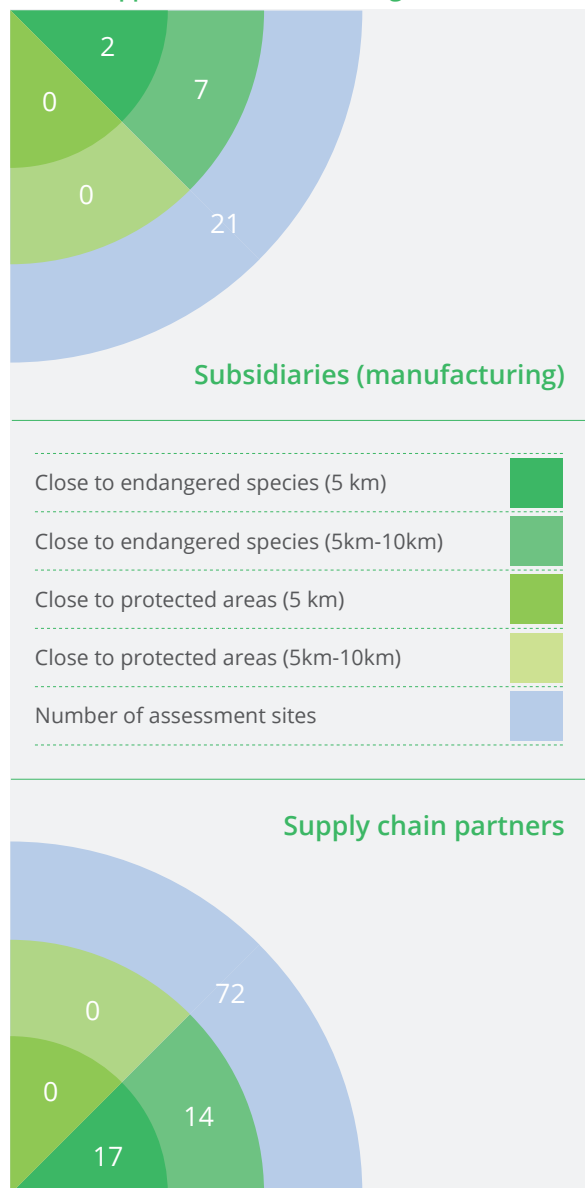 2
7
0
0
21
Subsidiaries (manufacturing)
Close to endangered species (5 km)
Close to endangered species (5km-10km)
Close to protected areas (5 km)
Close to protected areas (5km-10km)
Number of assessment sites
Supply chain partners
72
0
0
14
17